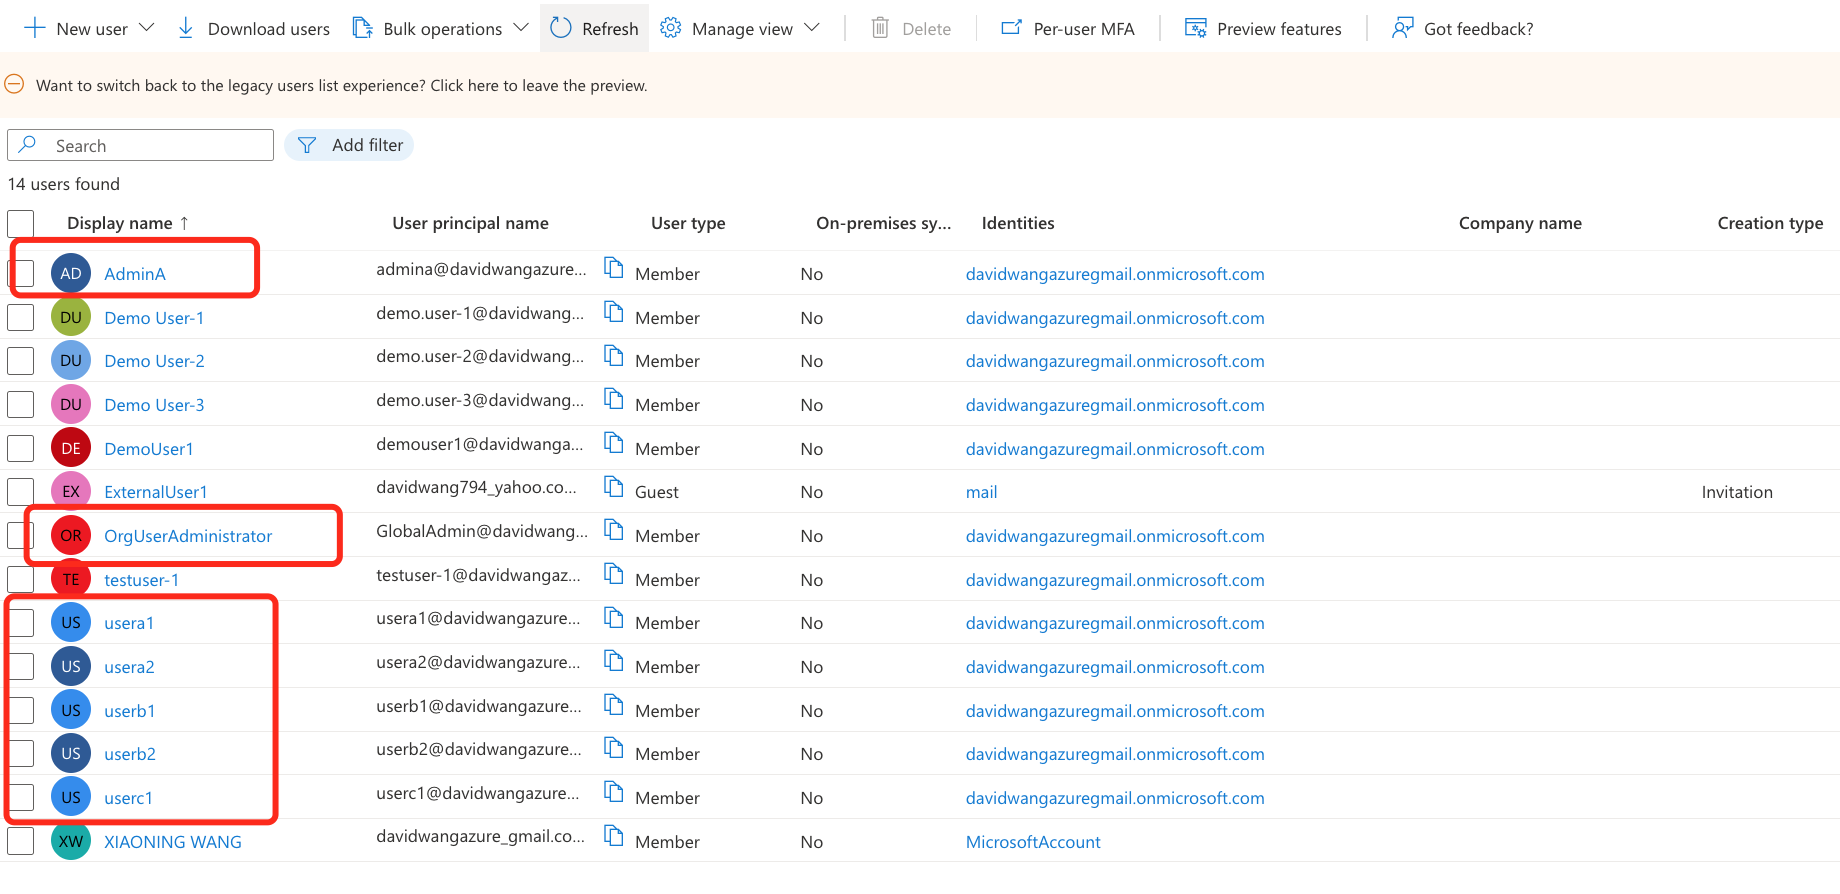 New user Download users Bulk operations Refresh Manage view Delete Per-user MFA Preview features Got feedback?
Want to switch back to the legacy users list experience? Click here to leave the preview.
Search Add filter
14 users found
Display name ↑ User principal name User type On-premises sy... Identities Company name Creation type
AD AdminA admina@davidwangazure... Member No davidwangazuregmail.onmicrosoft.com
DU Demo User-1 demo.user-1@davidwang... Member No davidwangazuregmail.onmicrosoft.com
DU Demo User-2 demo.user-2@davidwang... Member No davidwangazuregmail.onmicrosoft.com
DU Demo User-3 demo.user-3@davidwang... Member No davidwangazuregmail.onmicrosoft.com
DE DemoUser1 demouser1@davidwanga... Member No davidwangazuregmail.onmicrosoft.com
EX ExternalUser1 davidwang794_yahoo.co... Guest No mail Invitation
OR OrgUserAdministrator GlobalAdmin@davidwang... Member No davidwangazuregmail.onmicrosoft.com
TE testuser-1 testuser-1@davidwangaz... Member No davidwangazuregmail.onmicrosoft.com
US usera1 usera1@davidwangazure... Member No davidwangazuregmail.onmicrosoft.com
US usera2 usera2@davidwangazure... Member No davidwangazuregmail.onmicrosoft.com
US userb1 userb1@davidwangazure... Member No davidwangazuregmail.onmicrosoft.com
US userb2 userb2@davidwangazure... Member No davidwangazuregmail.onmicrosoft.com
US userc1 userc1@davidwangazure... Member No davidwangazuregmail.onmicrosoft.com
XW XIAONING WANG davidwangazure_gmail.co... Member No MicrosoftAccount